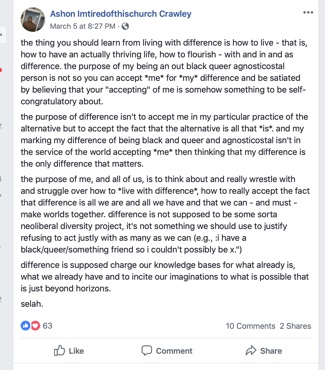 Ashon Imtiredofthischurch Crawley
March 5 at 8:27 PM ·
the thing you should learn from living with difference is how to live - that is,
how to have an actually thriving life, how to flourish - with and in and as
difference. the purpose of my being an out black queer agnosticostal
person is not so you can accept *me* for *my* difference and be satiated
by believing that your "accepting" of me is somehow something to be self-
congratulatory about.
the purpose of difference isn't to accept me in my particular practice of the
alternative but to accept the fact that the alternative is all that *is*. and my
marking my difference of being black and queer and agnosticostal isn't in
the service of the world accepting *me* then thinking that my difference is
the only difference that matters.
the purpose of me, and all of us, is to think about and really wrestle with
and struggle over how to *live with difference*, how to really accept the fact
that difference is all we are and all we have and that we can - and must -
make worlds together. difference is not supposed to be some sorta
neoliberal diversity project, it's not something we should use to justify
refusing to act justly with as many as we can (e.g., :i have a
black/queer/something friend so i couldn't possibly be x.")
difference is supposed charge our knowledge bases for what already is,
what we already have and to incite our imaginations to what is possible that
is just beyond horizons.
selah.
63
10 Comments 2 Shares
Like
Comment
Share